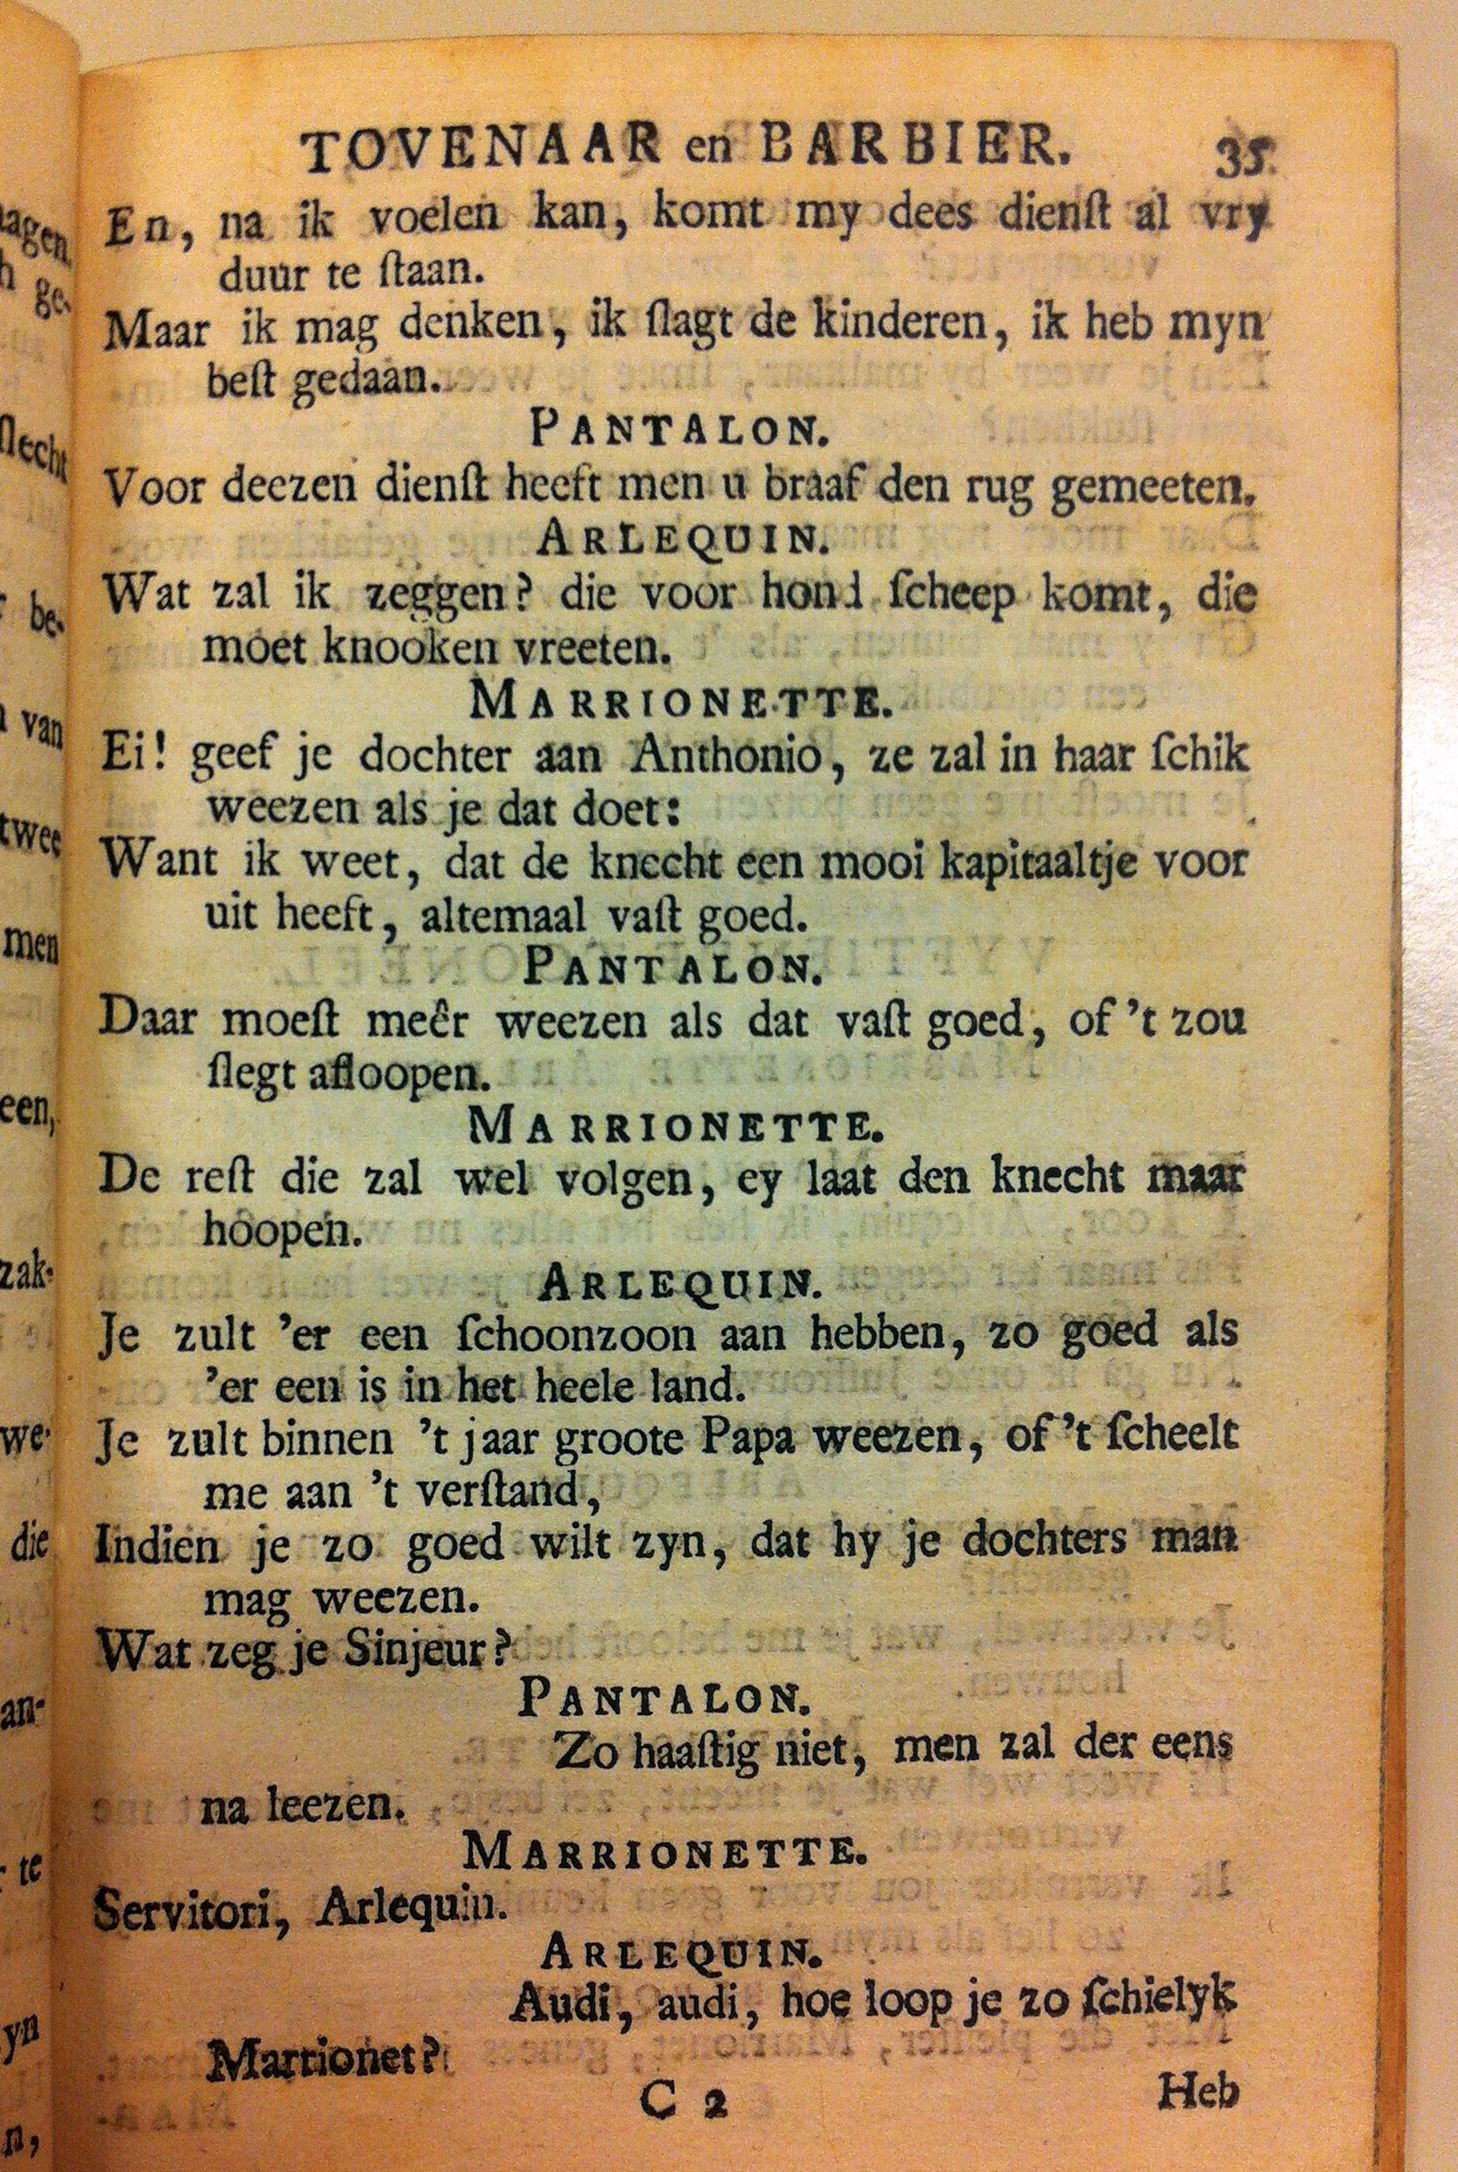 TOVENAAR en BARBIER. 35.
En, na ik voelen kan, komt my dees dienſt al vry
duur te ſtaan.
Maar ik mag denken, ik ſlagt de kinderen, ik heb myn
beſt gedaan.
PANTALON.
Voor deezen dienſt heeft men u braaf den rug gemeeten.
ARLEQUIN.
Wat zal ik zeggen? die voor hond ſcheep komt, die
moet knooken vreeten.
MARRIONETTE.
Ei! geef je dochter aan Anthonio, ze zal in haar ſchik
weezen als je dat doet:
Want ik weet, dat de knecht een mooi kapitaaltje voor
uit heeft, altemaal vaſt goed.
PANTALON.
Daar moeſt meêr weezen als dat vaſt goed, of 't zou
ſlegt afloopen.
MARRIONETTE.
De reſt die zal wel volgen, ey laat den knecht maar
hoopen.
ARLEQUIN.
Je zult 'er een ſchoonzoon aan hebben, zo goed als
'er een is in het heele land.
Je zult binnen 't jaar groote Papa weezen, of 't ſcheelt
me aan 't verſtand,
Indien je zo goed wilt zyn, dat hy je dochters man
mag weezen.
Wat zeg je Sinjeur?
PANTALON.
Zo haaſtig niet, men zal der eens
na leezen.
MARRIONETTE.
Servitori, Arlequin.
ARLEQUIN.
Audi, audi, hoe loop je zo ſchielyk
Marrionet?
C 2 Heb